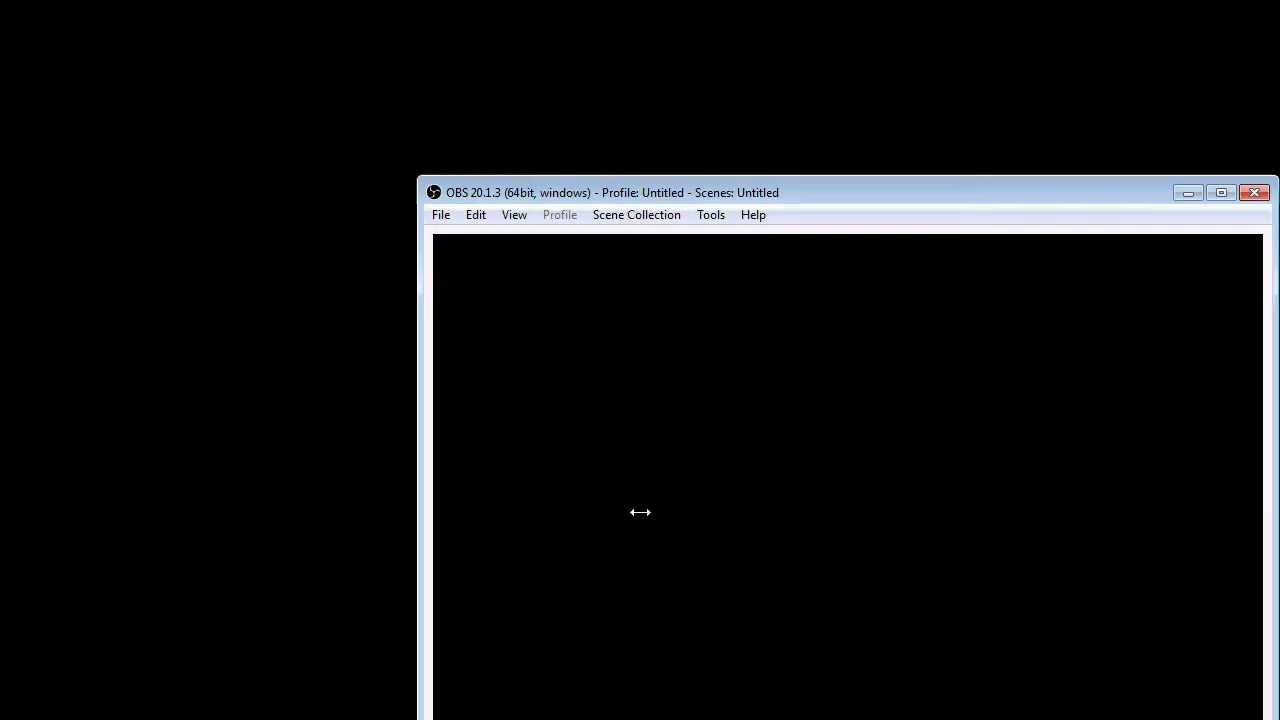 OBS 20.1.3 (64bit, windows) - Profile: Untitled - Scenes: Untitled
File Edit View Profile Scene Collection Tools Help